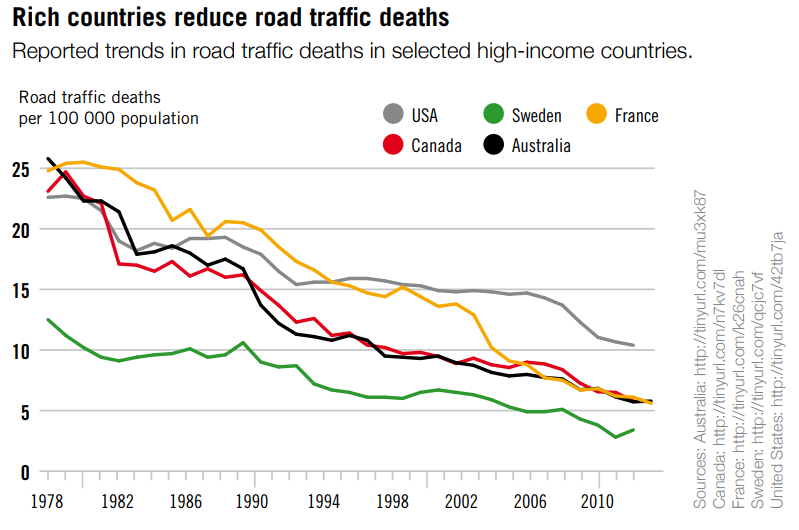 Rich countries reduce road traffic deaths
Reported trends in road traffic deaths in selected high-income countries.
Road traffic deaths
per 100 000 population
USA
Sweden
France
Canada
Australia
25
20
15
10
5
0
1978
1982
1986
1990
1994
1998
2002
2006
2010
Sources: Australia: http://tinyurl.com/mu3xk87
Canada: http://tinyurl.com/n7kv7dl
France: http://tinyurl.com/k26cnah
Sweden: http://tinyurl.com/qcjc7vf
United States: http://tinyurl.com/42tb7ja